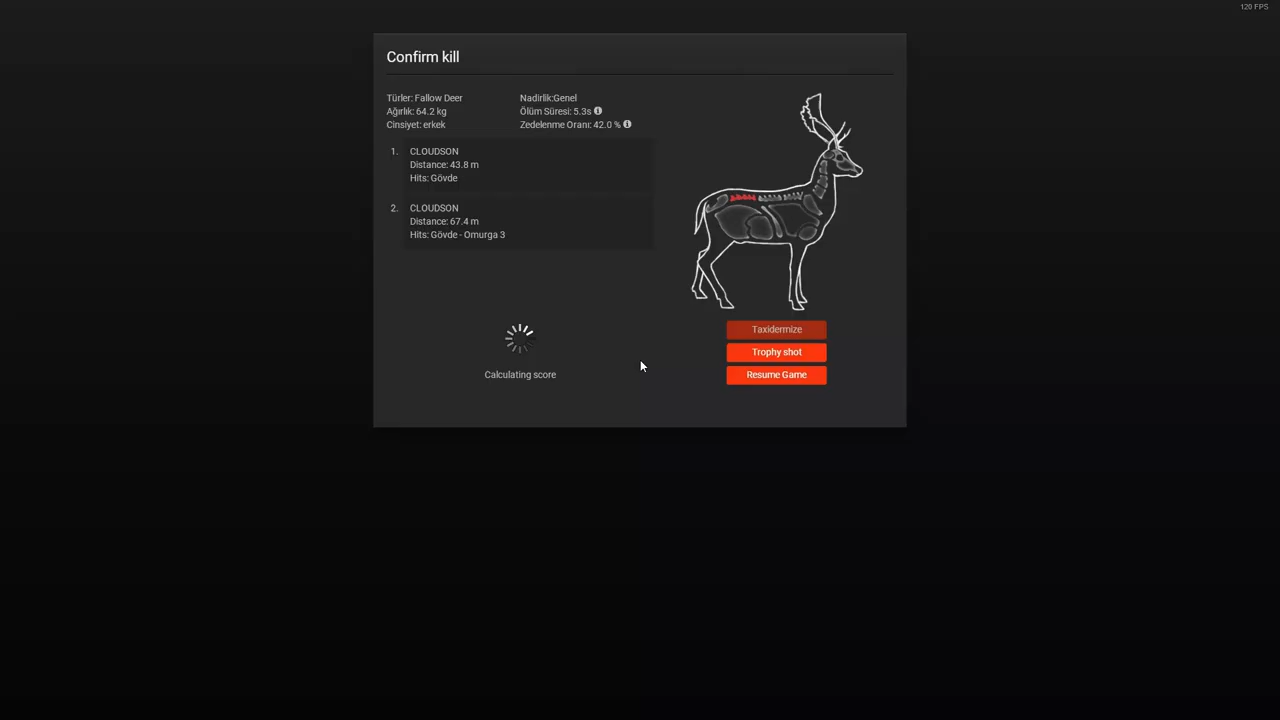 120 FPS
Confirm kill
Türler: Fallow Deer
Ağırlık: 64.2 kg
Cinsiyet: erkek
Nadirlik:Genel
Ölüm Süresi: 5.3s
Zedelenme Oranı: 42.0 %
1. CLOUDSON
Distance: 43.8 m
Hits: Gövde
2. CLOUDSON
Distance: 67.4 m
Hits: Gövde - Omurga 3
Calculating score
Taxidermize
Trophy shot
Resume Game